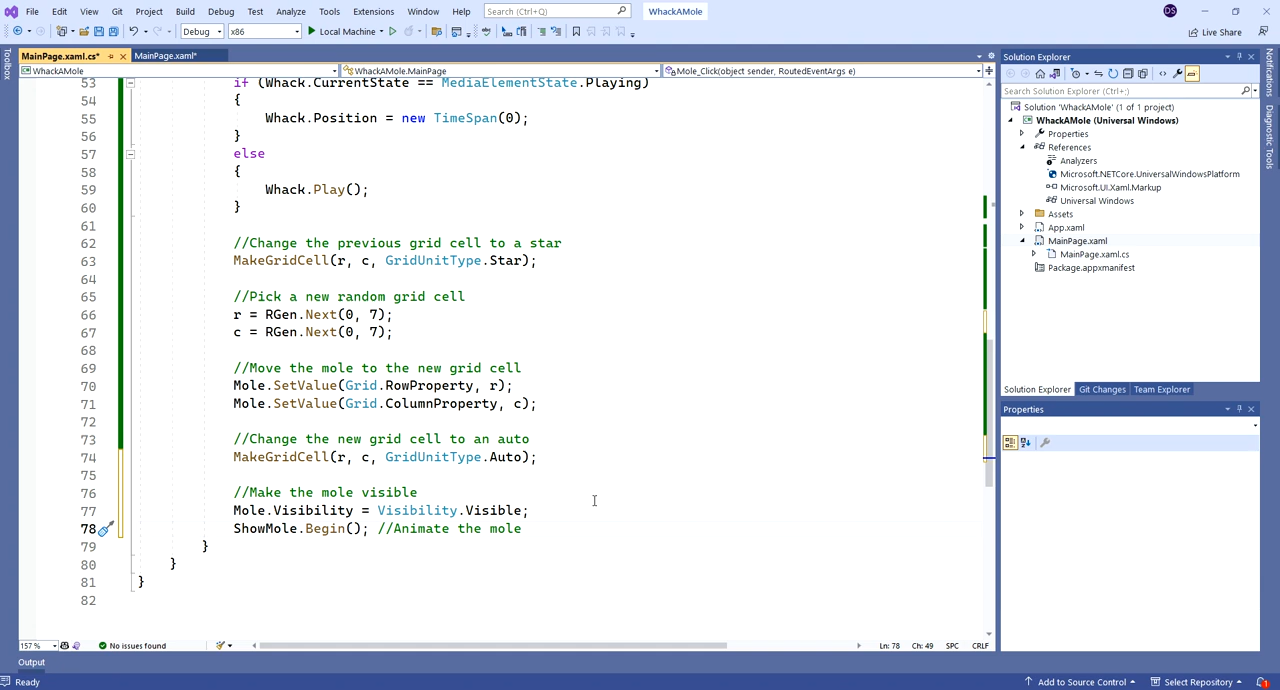 File Edit View Git Project Build Debug Test Analyze Tools Extensions Window Help Search (Ctrl+Q) WhackAMole DS
Debug x86 Local Machine Live Share
MainPage.xaml.cs* MainPage.xaml*
WhackAMole WhackAMole.MainPage Mole_Click(object sender, RoutedEventArgs e)
53 if (Whack.CurrentState == MediaElementState.Playing)
54 {
55 Whack.Position = new TimeSpan(0);
56 }
57 else
58 {
59 Whack.Play();
60 }
61
62 //Change the previous grid cell to a star
63 MakeGridCell(r, c, GridUnitType.Star);
64
65 //Pick a new random grid cell
66 r = RGen.Next(0, 7);
67 c = RGen.Next(0, 7);
68
69 //Move the mole to the new grid cell
70 Mole.SetValue(Grid.RowProperty, r);
71 Mole.SetValue(Grid.ColumnProperty, c);
72
73 //Change the new grid cell to an auto
74 MakeGridCell(r, c, GridUnitType.Auto);
75
76 //Make the mole visible
77 Mole.Visibility = Visibility.Visible;
78 ShowMole.Begin(); //Animate the mole
79 }
80 }
81 }
82
157 % No issues found Ln: 78 Ch: 49 SPC CRLF
Output
Ready Add to Source Control Select Repository 1
Toolbox
Solution Explorer
Search Solution Explorer (Ctrl+;)
Solution 'WhackAMole' (1 of 1 project)
WhackAMole (Universal Windows)
Properties
References
Analyzers
Microsoft.NETCore.UniversalWindowsPlatform
Microsoft.UI.Xaml.Markup
Universal Windows
Assets
App.xaml
MainPage.xaml
MainPage.xaml.cs
Package.appxmanifest
Solution Explorer Git Changes Team Explorer
Properties
Notifications
Diagnostic Tools